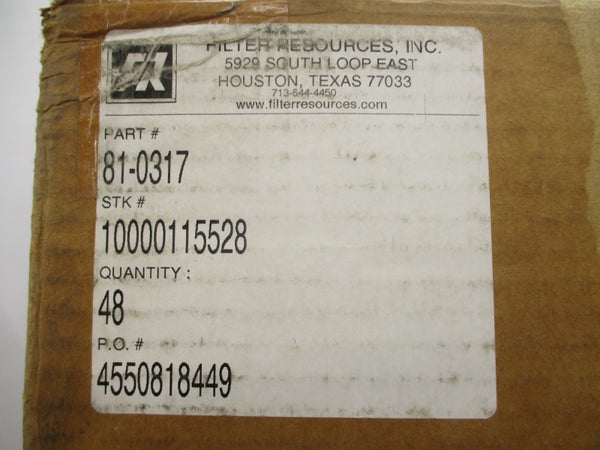 FILTER RESOURCES, INC.
5929 SOUTH LOOP EAST
HOUSTON, TEXAS 77033
713-644-4450
www.filterresources.com
PART #
81-0317
STK #
10000115528
QUANTITY :
48
P.O. #
4550818449